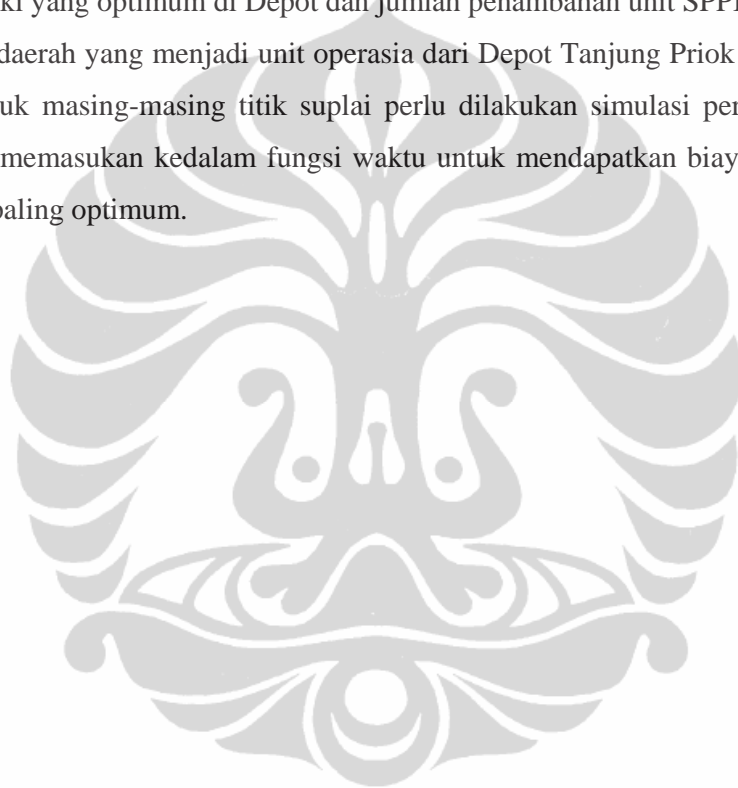 ki yang optimum di Depot dan jumlah penambahan unit SPP
daerah yang menjadi unit operasia dari Depot Tanjung Priok
uk masing-masing titik suplai perlu dilakukan simulasi per
memasukan kedalam fungsi waktu untuk mendapatkan biay
paling optimum.